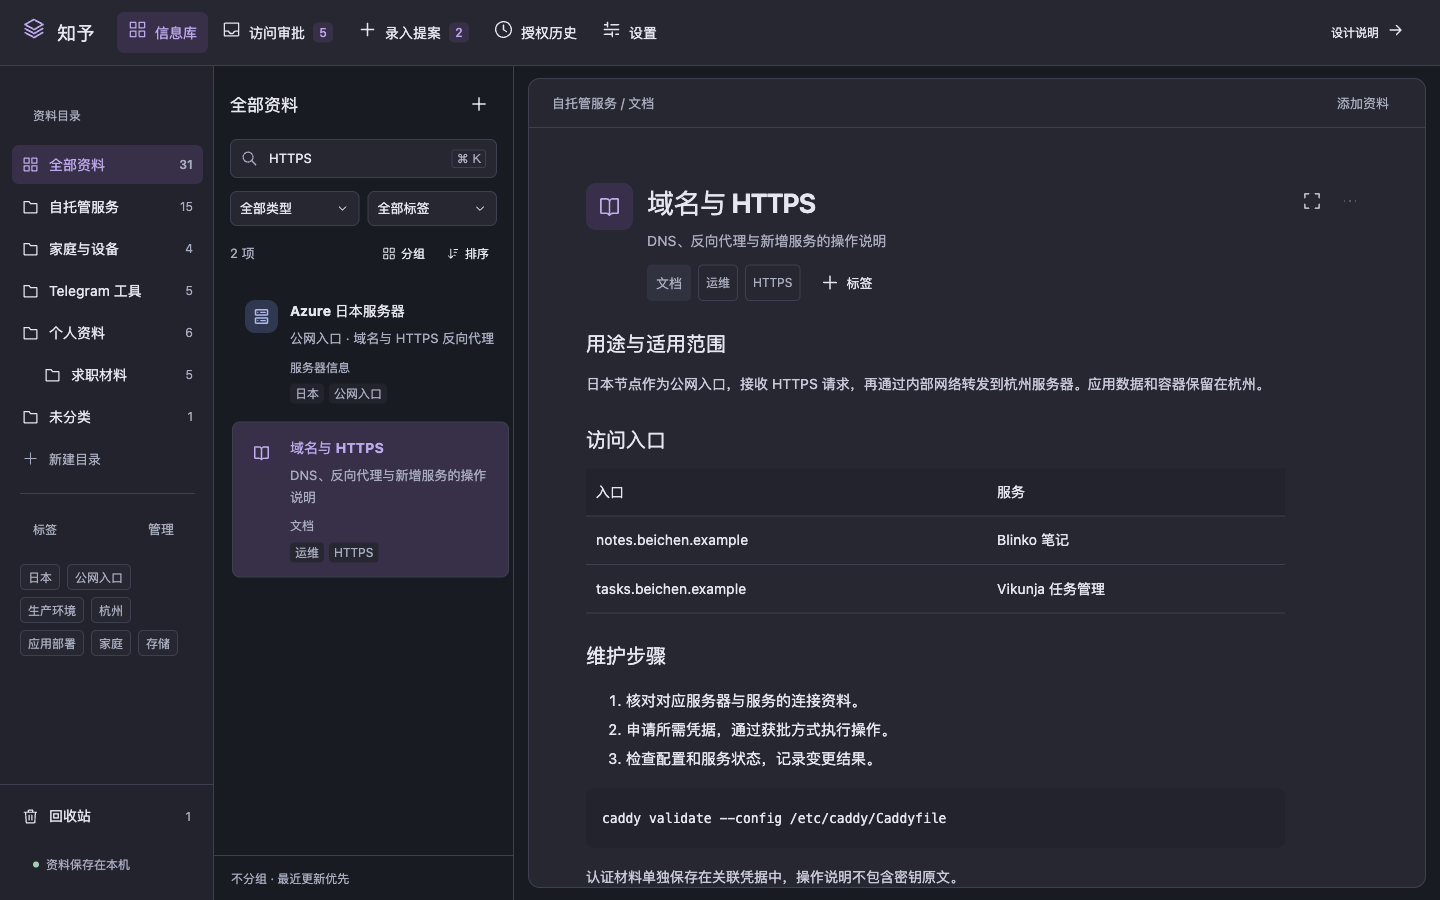 知予
信息库
访问审批 5
录入提案 2
授权历史
设置
设计说明
资料目录
全部资料 31
自托管服务 15
家庭与设备 4
Telegram 工具 5
个人资料 6
求职材料 5
未分类 1
新建目录
标签 管理
日本 公网入口
生产环境 杭州
应用部署 家庭 存储
回收站 1
资料保存在本机
全部资料
HTTPS ⌘ K
全部类型 全部标签
2 项 分组 排序
Azure 日本服务器
公网入口 · 域名与 HTTPS 反向代理
服务器信息
日本 公网入口
域名与 HTTPS
DNS、反向代理与新增服务的操作
说明
文档
运维 HTTPS
不分组 · 最近更新优先
自托管服务 / 文档 添加资料
域名与 HTTPS
DNS、反向代理与新增服务的操作说明
文档 运维 HTTPS 标签
用途与适用范围
日本节点作为公网入口，接收 HTTPS 请求，再通过内部网络转发到杭州服务器。应用数据和容器保留在杭州。
访问入口
入口 服务
notes.beichen.example Blinko 笔记
tasks.beichen.example Vikunja 任务管理
维护步骤
1. 核对对应服务器与服务的连接资料。
2. 申请所需凭据，通过获批方式执行操作。
3. 检查配置和服务状态，记录变更结果。
caddy validate --config /etc/caddy/Caddyfile
认证材料单独保存在关联凭据中，操作说明不包含密钥原文。